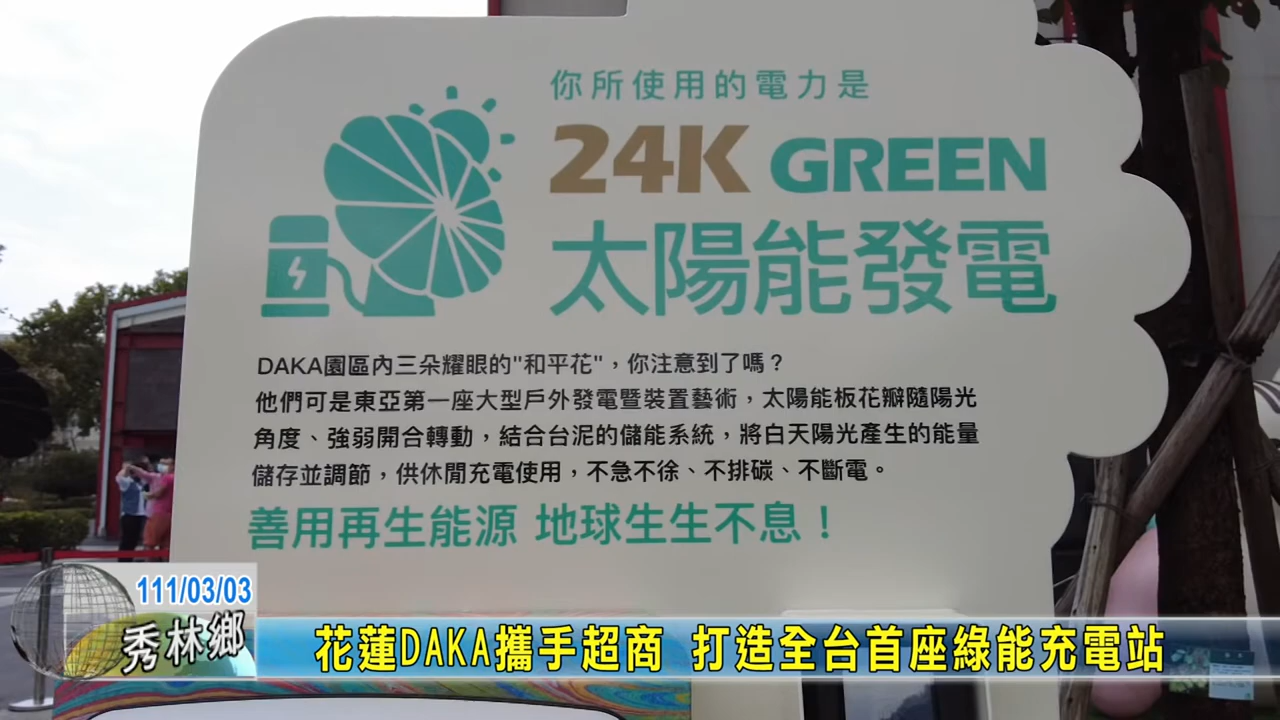 你所使用的電力是
24K GREEN
太陽能發電
DAKA園區內三朵耀眼的"和平花"，你注意到了嗎？
他們可是東亞第一座大型戶外發電暨裝置藝術，太陽能板花瓣隨陽光
角度、強弱開合轉動，結合台泥的儲能系統，將白天陽光產生的能量
儲存並調節，供休閒充電使用，不急不徐、不排碳、不斷電。
善用再生能源 地球生生不息！
111/03/03
秀林鄉
花蓮DAKA攜手超商 打造全台首座綠能充電站